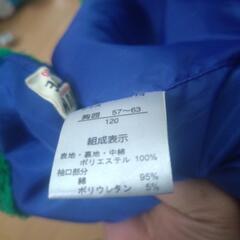 胸囲 57～63
120
組成表示
表地・裏地・中綿
ポリエステル 100%
袖口部分
綿 95%
ポリウレタン 5%